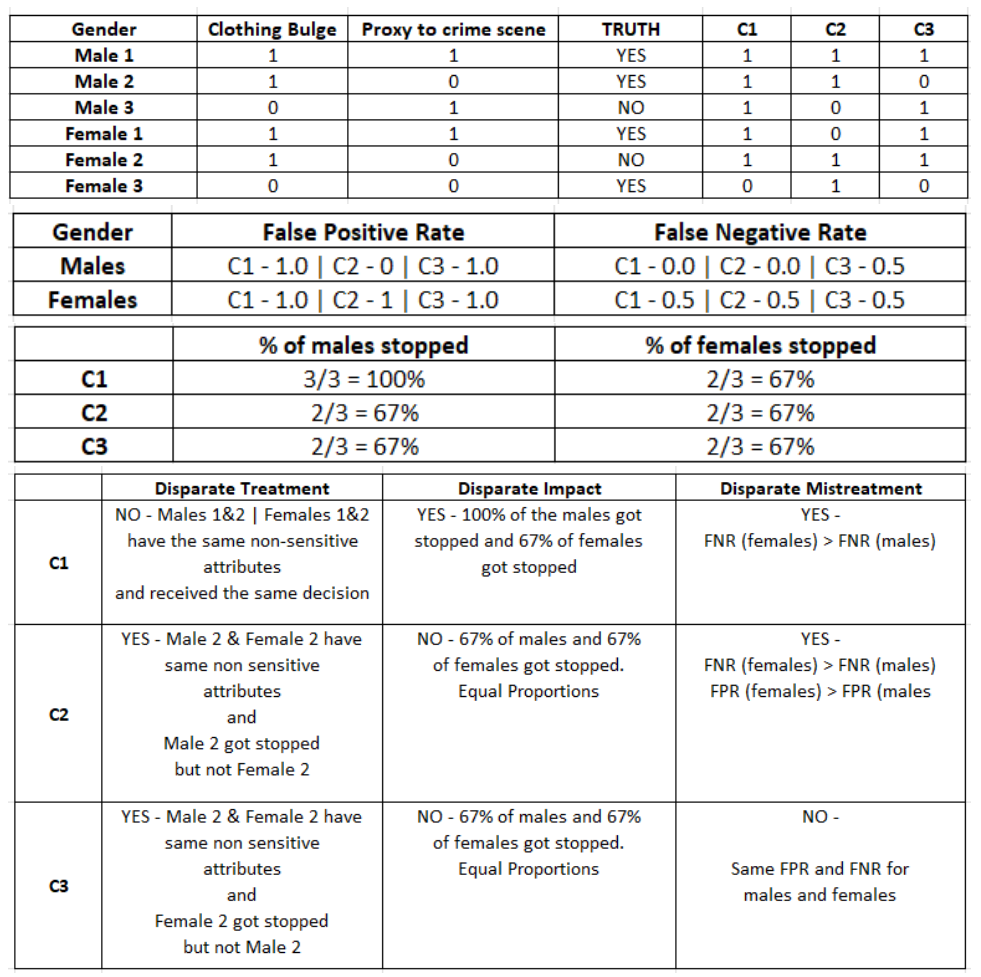 Gender Clothing Bulge Proxy to crime scene TRUTH C1 C2 C3
Male 1 1 1 YES 1 1 1
Male 2 1 0 YES 1 1 0
Male 3 0 1 NO 1 0 1
Female 1 1 1 YES 1 0 1
Female 2 1 0 NO 1 1 1
Female 3 0 0 YES 0 1 0
Gender False Positive Rate False Negative Rate
Males C1 - 1.0 | C2 - 0 | C3 - 1.0 C1 - 0.0 | C2 - 0.0 | C3 - 0.5
Females C1 - 1.0 | C2 - 1 | C3 - 1.0 C1 - 0.5 | C2 - 0.5 | C3 - 0.5
% of males stopped % of females stopped
C1 3/3 = 100% 2/3 = 67%
C2 2/3 = 67% 2/3 = 67%
C3 2/3 = 67% 2/3 = 67%
Disparate Treatment Disparate Impact Disparate Mistreatment
C1
NO - Males 1&2 | Females 1&2
have the same non-sensitive
attributes
and received the same decision
YES - 100% of the males got
stopped and 67% of females
got stopped
YES -
FNR (females) > FNR (males)
C2
YES - Male 2 & Female 2 have
same non sensitive
attributes
and
Male 2 got stopped
but not Female 2
NO - 67% of males and 67%
of females got stopped.
Equal Proportions
YES -
FNR (females) > FNR (males)
FPR (females) > FPR (males
C3
YES - Male 2 & Female 2 have
same non sensitive
attributes
and
Female 2 got stopped
but not Male 2
NO - 67% of males and 67%
of females got stopped.
Equal Proportions
NO -
Same FPR and FNR for
males and females